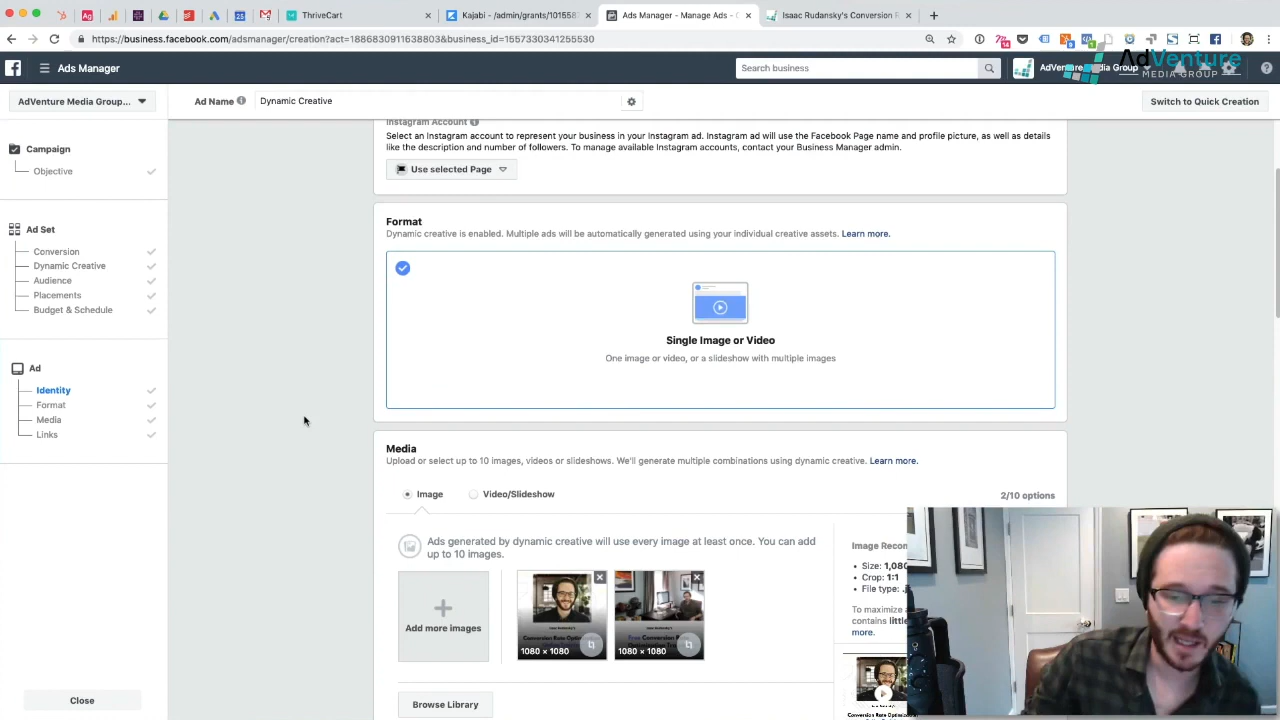 ThriveCart
Kajabi - /admin/grants/101558
Ads Manager - Manage Ads - C
Isaac Rudansky's Conversion R
https://business.facebook.com/adsmanager/creation?act=1886830911638803&business_id=1557330341255530
Ads Manager
Search business
AdVenture Media Group
AdVenture
MEDIA GROUP
AdVenture Media Group...
Ad Name
Dynamic Creative
Switch to Quick Creation
Campaign
Objective
Ad Set
Conversion
Dynamic Creative
Audience
Placements
Budget & Schedule
Ad
Identity
Format
Media
Links
Close
Instagram Account
Select an Instagram account to represent your business in your Instagram ad. Instagram ad will use the Facebook Page name and profile picture, as well as details
like the description and number of followers. To manage available Instagram accounts, contact your Business Manager admin.
Use selected Page
Format
Dynamic creative is enabled. Multiple ads will be automatically generated using your individual creative assets. Learn more.
Single Image or Video
One image or video, or a slideshow with multiple images
Media
Upload or select up to 10 images, videos or slideshows. We'll generate multiple combinations using dynamic creative. Learn more.
Image
Video/Slideshow
2/10 options
Ads generated by dynamic creative will use every image at least once. You can add
up to 10 images.
Add more images
1080 × 1080
1080 × 1080
Browse Library
Image Recon
Size: 1,080
Crop: 1:1
File type: .j
To maximize a
contains little
more.